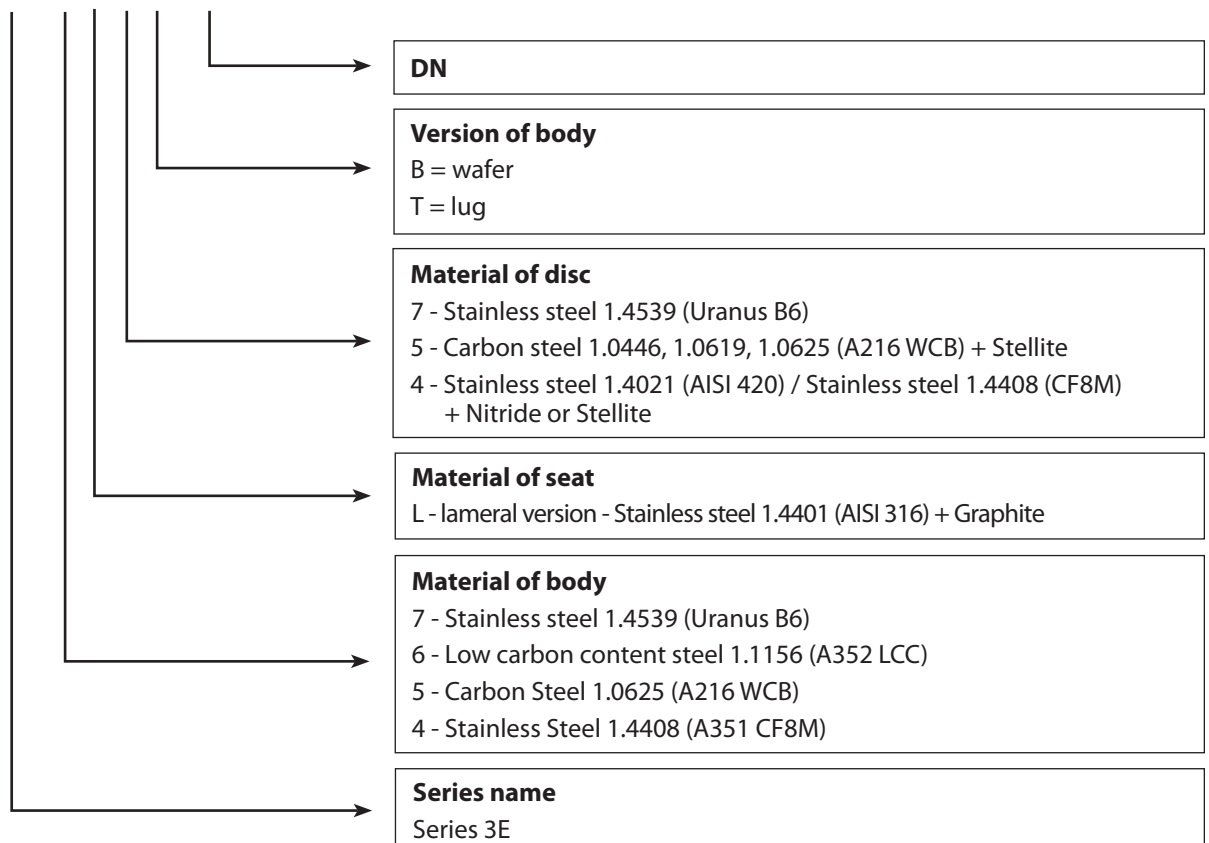 DN
Version of body
B = wafer
T = lug
Material of disc
7 - Stainless steel 1.4539 (Uranus B6)
5 - Carbon steel 1.0446, 1.0619, 1.0625 (A216 WCB) + Stellite
4 - Stainless steel 1.4021 (AISI 420) / Stainless steel 1.4408 (CF8M)
+ Nitride or Stellite
Material of seat
L - lameral version - Stainless steel 1.4401 (AISI 316) + Graphite
Material of body
7 - Stainless steel 1.4539 (Uranus B6)
6 - Low carbon content steel 1.1156 (A352 LCC)
5 - Carbon Steel 1.0625 (A216 WCB)
4 - Stainless Steel 1.4408 (A351 CF8M)
Series name
Series 3E